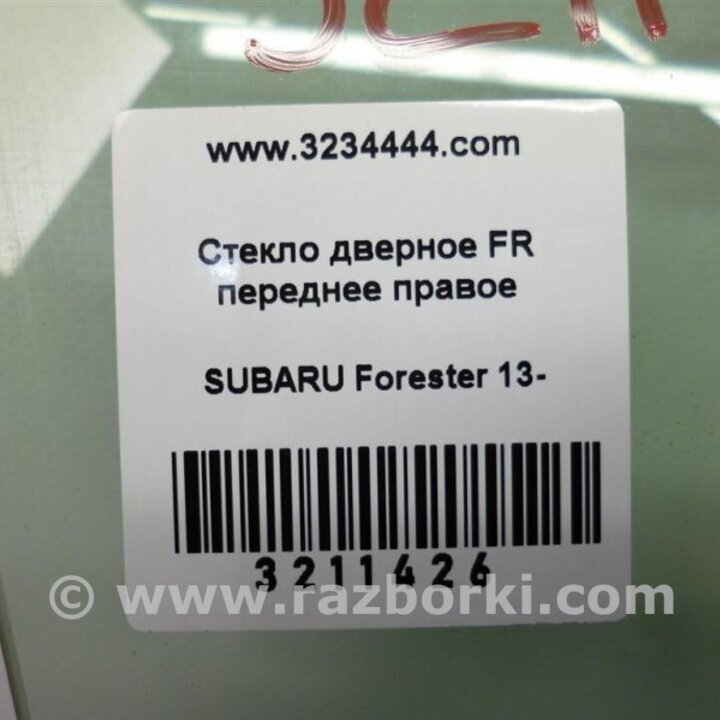 www.3234444.com
Стекло дверное FR
переднее правое
SUBARU Forester 13-
3211426
© www.razborki.com